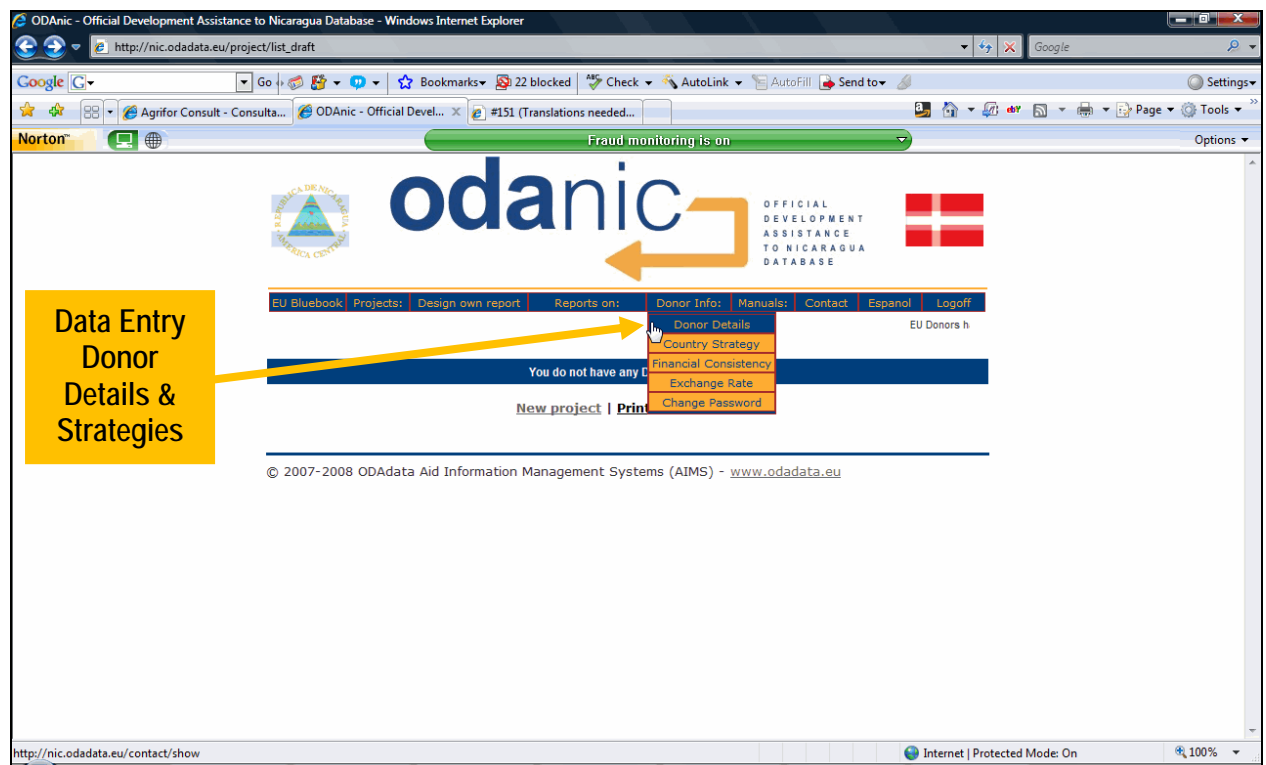 ODAnic - Official Development Assistance to Nicaragua Database - Windows Internet Explorer
http://nic.odadata.eu/project/list_draft
Google
Google G Go Bookmarks 22 blocked Check AutoLink AutoFill Send to Settings
Agrifor Consult - Consulta... ODAnic - Official Devel... #151 (Translations needed... Page Tools
Norton Fraud monitoring is on Options
REPUBLICA DE NICARAGUA
AMERICA CENTRAL
odanic
OFFICIAL
DEVELOPMENT
ASSISTANCE
TO NICARAGUA
DATABASE
EU Bluebook Projects: Design own report Reports on: Donor Info: Manuals: Contact Espanol Logoff
Donor Details
EU Donors h
Country Strategy
Financial Consistency
Exchange Rate
Change Password
You do not have any D
New project | Print
Data Entry
Donor
Details &
Strategies
© 2007-2008 ODAdata Aid Information Management Systems (AIMS) - www.odadata.eu
http://nic.odadata.eu/contact/show
Internet | Protected Mode: On 100%